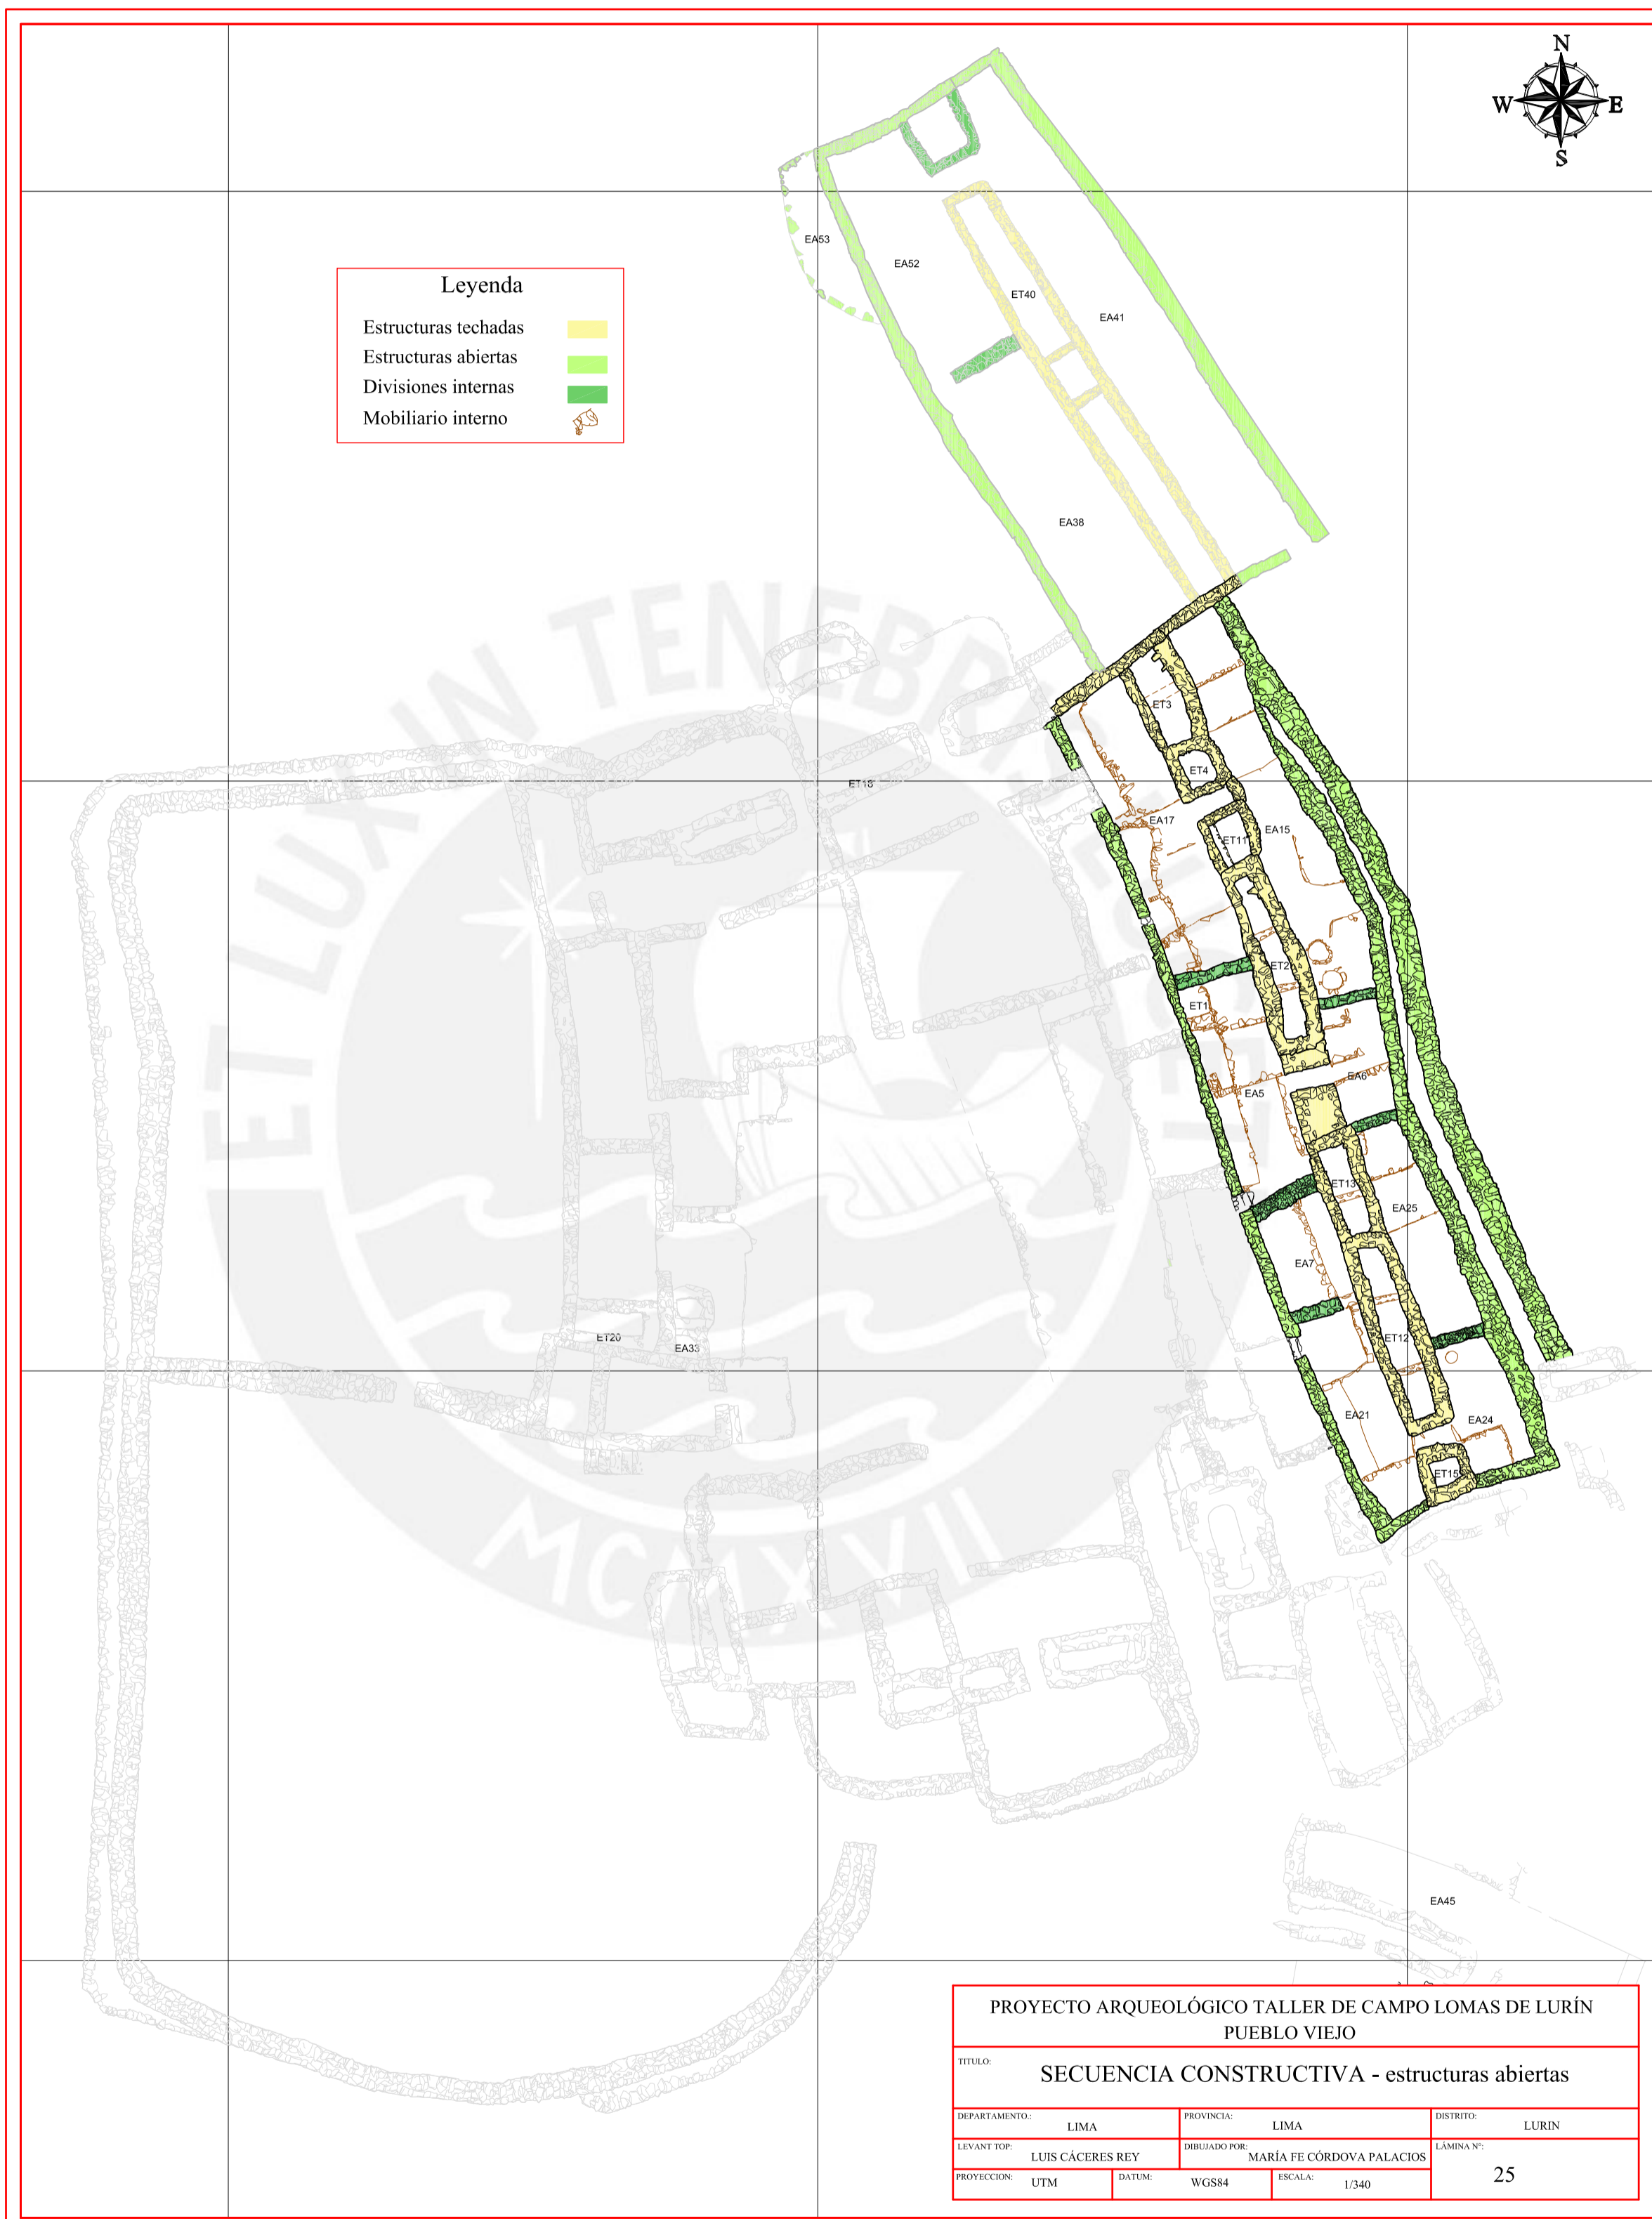 N
W E
S
EA53
EA52
ET40
EA41
Leyenda
Estructuras techadas
Estructuras abiertas
Divisiones internas
Mobiliario interno
EA38
ET LUX IN TENEBRIS LUCET
MCMXVII
ET3
ET4
ET18
EA17
ET11
EA15
ET2
ET1
EA6
EA5
ET13
EA25
EA7
ET20
EA33
ET12
EA21
EA24
ET15
EA45
PROYECTO ARQUEOLÓGICO TALLER DE CAMPO LOMAS DE LURÍN
PUEBLO VIEJO
TITULO:
SECUENCIA CONSTRUCTIVA - estructuras abiertas
DEPARTAMENTO.: LIMA
PROVINCIA: LIMA
DISTRITO: LURIN
LEVANT TOP: LUIS CÁCERES REY
DIBUJADO POR: MARÍA FE CÓRDOVA PALACIOS
LÁMINA Nº: 25
PROYECCION: UTM
DATUM: WGS84
ESCALA: 1/340